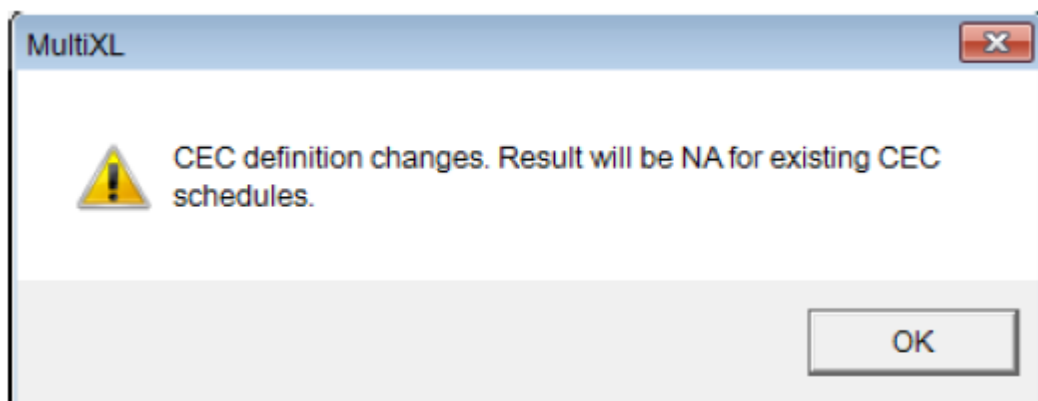 MultiXL
CEC definition changes. Result will be NA for existing CEC
schedules.
OK